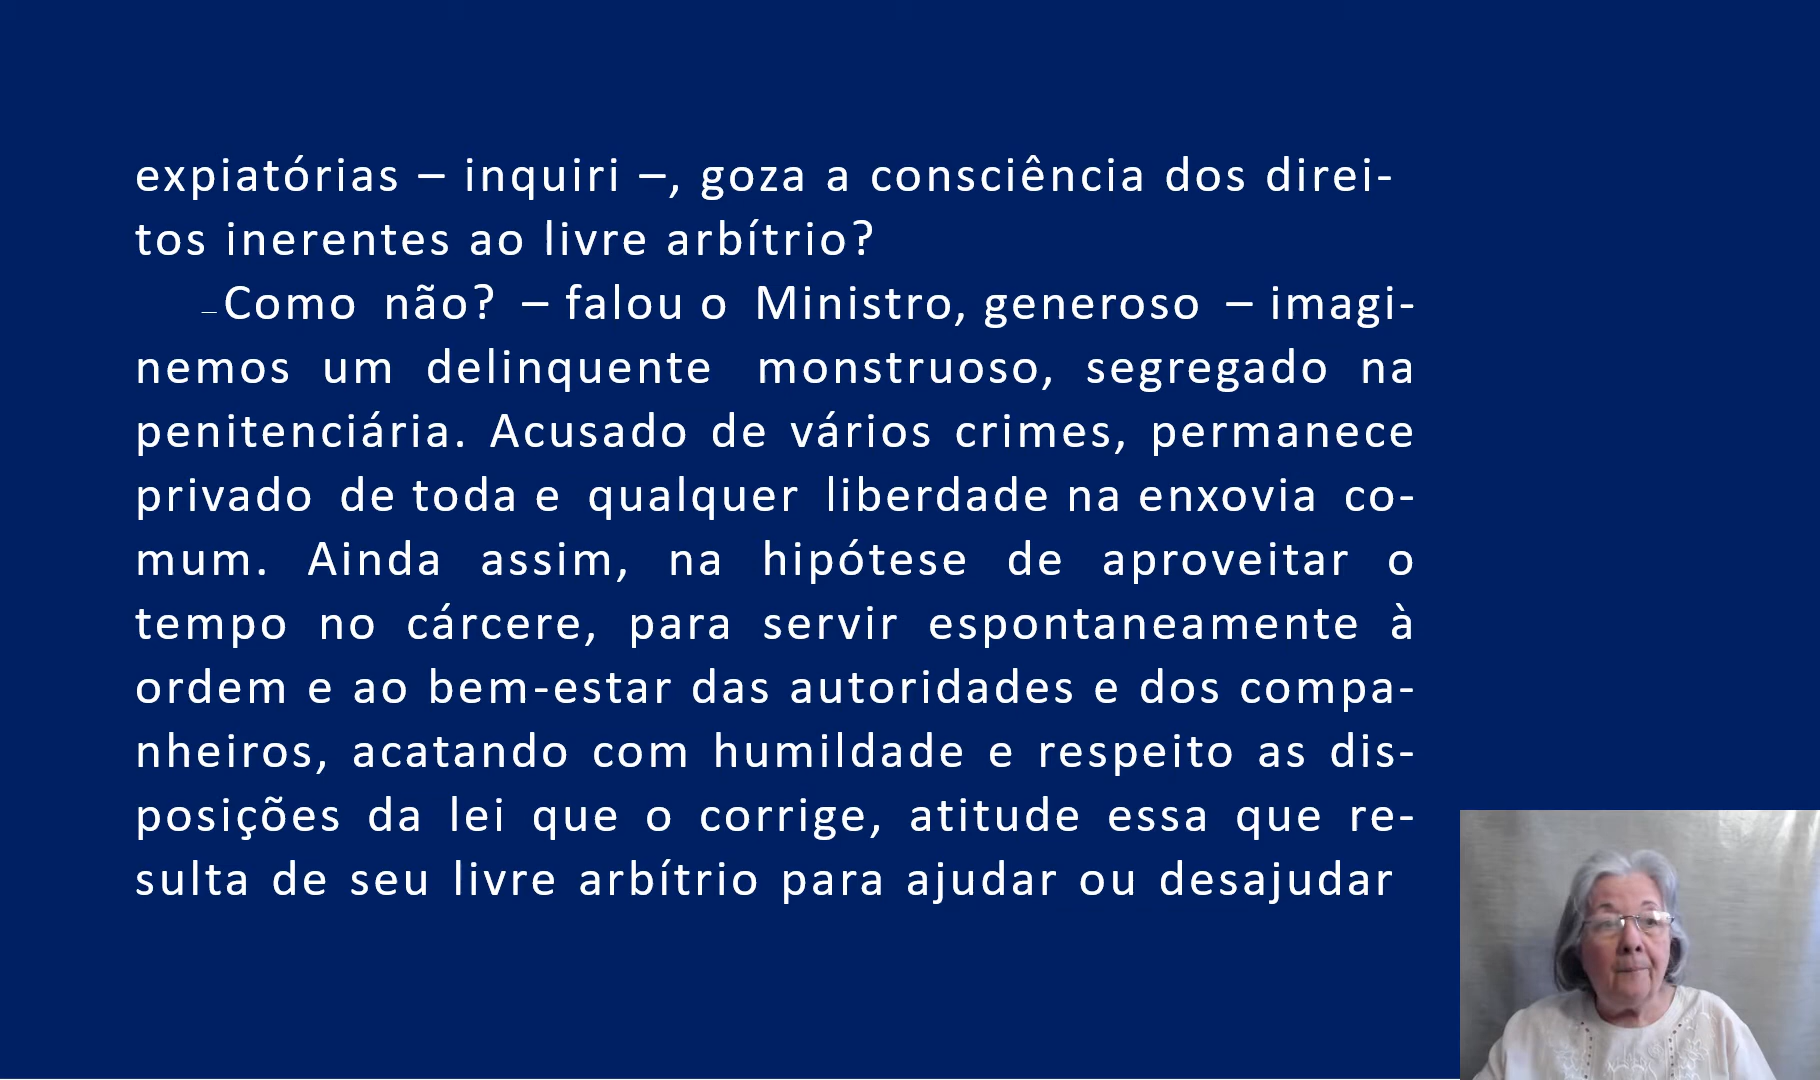 expiatórias – inquiri –, goza a consciência dos direi-
tos inerentes ao livre arbítrio?
–Como não? – falou o Ministro, generoso – imagi-
nemos um delinquente monstruoso, segregado na
penitenciária. Acusado de vários crimes, permanece
privado de toda e qualquer liberdade na enxovia co-
mum. Ainda assim, na hipótese de aproveitar o
tempo no cárcere, para servir espontaneamente à
ordem e ao bem-estar das autoridades e dos compa-
nheiros, acatando com humildade e respeito as dis-
posições da lei que o corrige, atitude essa que re-
sulta de seu livre arbítrio para ajudar ou desajudar